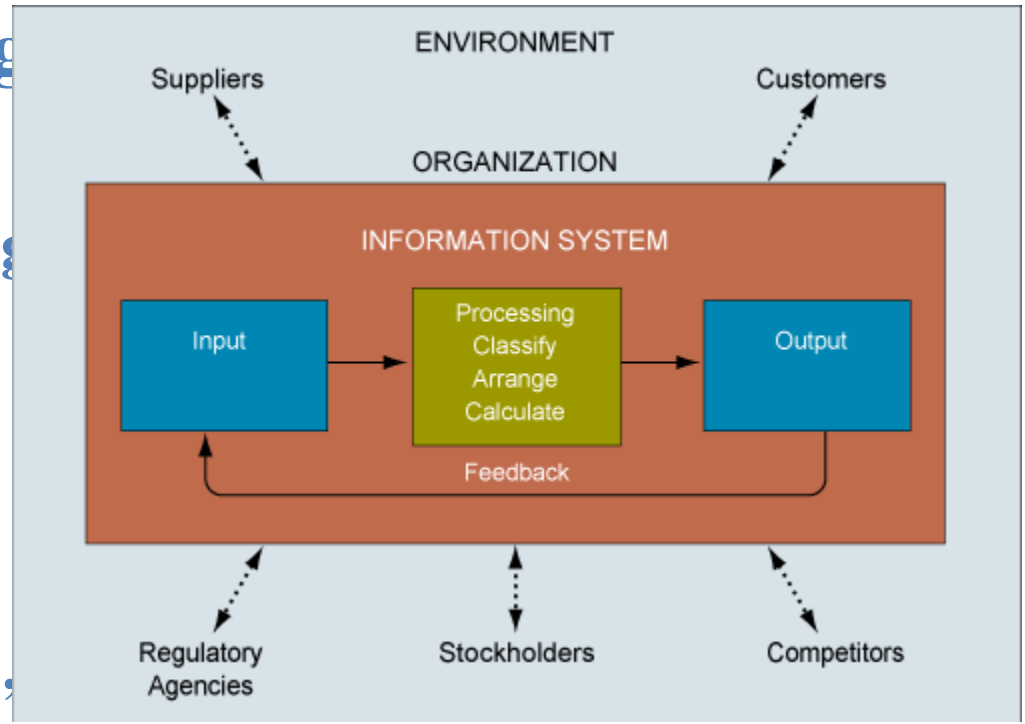 g
ENVIRONMENT
Suppliers
Customers
ORGANIZATION
g
INFORMATION SYSTEM
Input
Processing
Classify
Arrange
Calculate
Output
Feedback
Regulatory
Agencies
Stockholders
Competitors
,